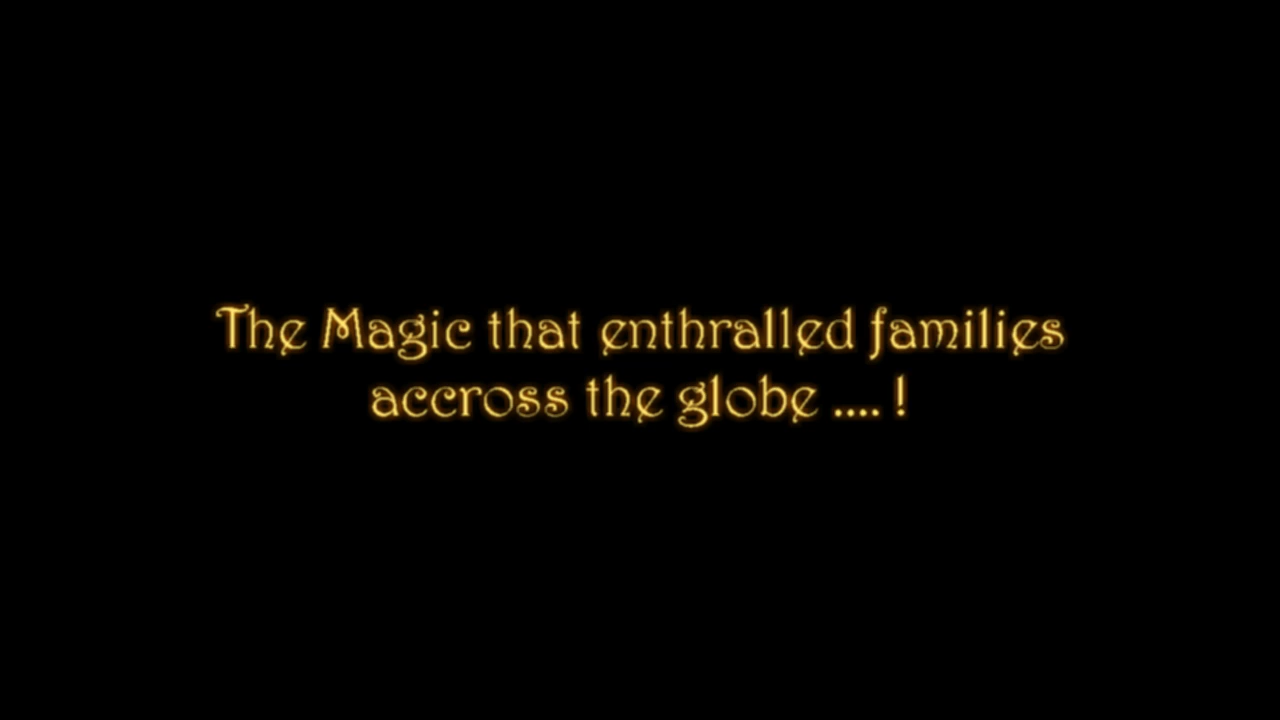 The Magic that enthralled families
accross the globe .... !